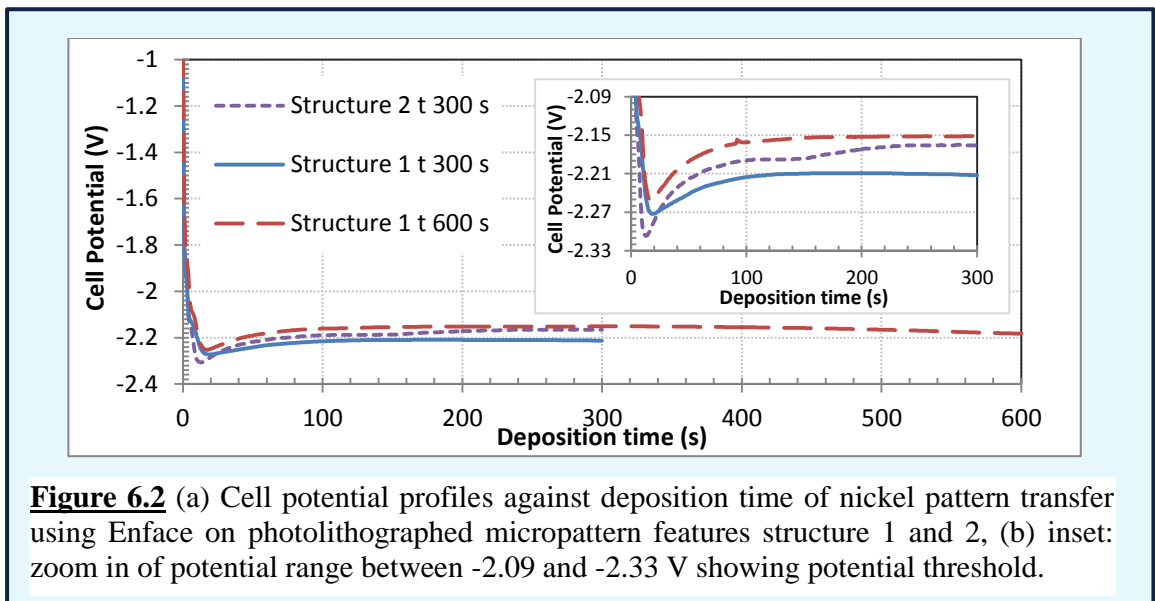 -1
-1.2
-1.4
-1.6
-1.8
-2
-2.2
-2.4
Cell Potential (V)
0 100 200 300 400 500 600
Deposition time (s)
Structure 2 t 300 s
Structure 1 t 300 s
Structure 1 t 600 s
-2.09
-2.15
-2.21
-2.27
-2.33
Cell Potential (V)
0 100 200 300
Deposition time (s)
Figure 6.2 (a) Cell potential profiles against deposition time of nickel pattern transfer
using Enface on photolithographed micropattern features structure 1 and 2, (b) inset:
zoom in of potential range between -2.09 and -2.33 V showing potential threshold.